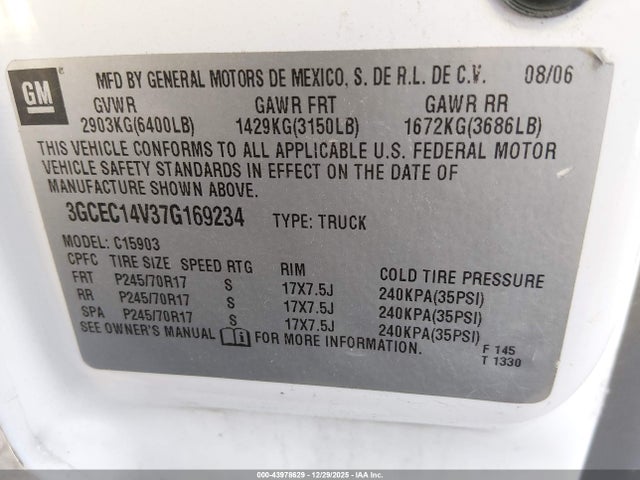 GM
MFD BY GENERAL MOTORS DE MEXICO, S. DE R.L. DE C.V. 08/06
GVWR GAWR FRT GAWR RR
2903KG(6400LB) 1429KG(3150LB) 1672KG(3686LB)
THIS VEHICLE CONFORMS TO ALL APPLICABLE U.S. FEDERAL MOTOR
VEHICLE SAFETY STANDARDS IN EFFECT ON THE DATE OF
MANUFACTURE SHOWN ABOVE.
3GCEC14V37G169234 TYPE: TRUCK
MODEL: C15903
CPFC TIRE SIZE SPEED RTG RIM COLD TIRE PRESSURE
FRT P245/70R17 S 17X7.5J 240KPA(35PSI)
RR P245/70R17 S 17X7.5J 240KPA(35PSI)
SPA P245/70R17 S 17X7.5J 240KPA(35PSI)
SEE OWNER'S MANUAL FOR MORE INFORMATION.
F 145
T 1330
000-43978629 - 12/29/2025 - IAA Inc.